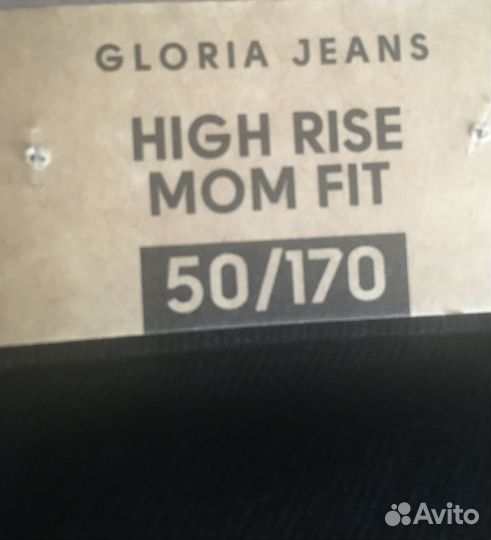 GLORIA JEANS
HIGH RISE
MOM FIT
50/170
Avito